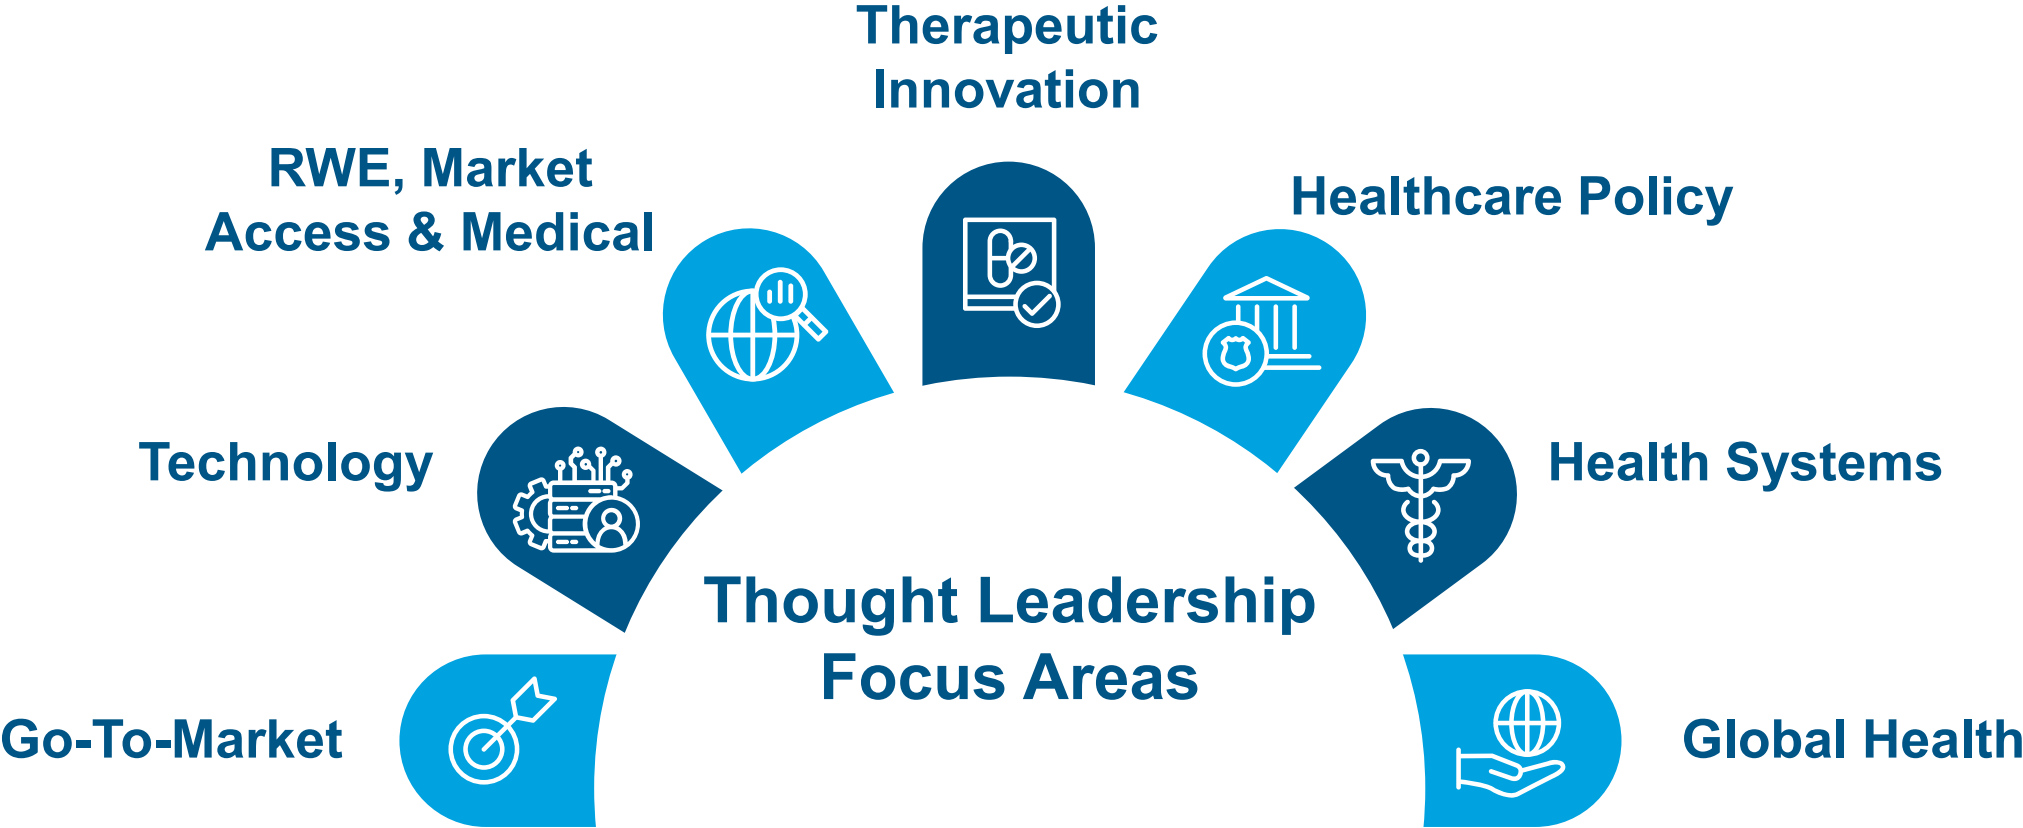 Therapeutic
Innovation
RWE, Market
Access & Medical
Healthcare Policy
Technology
Health Systems
Thought Leadership
Focus Areas
Go-To-Market
Global Health